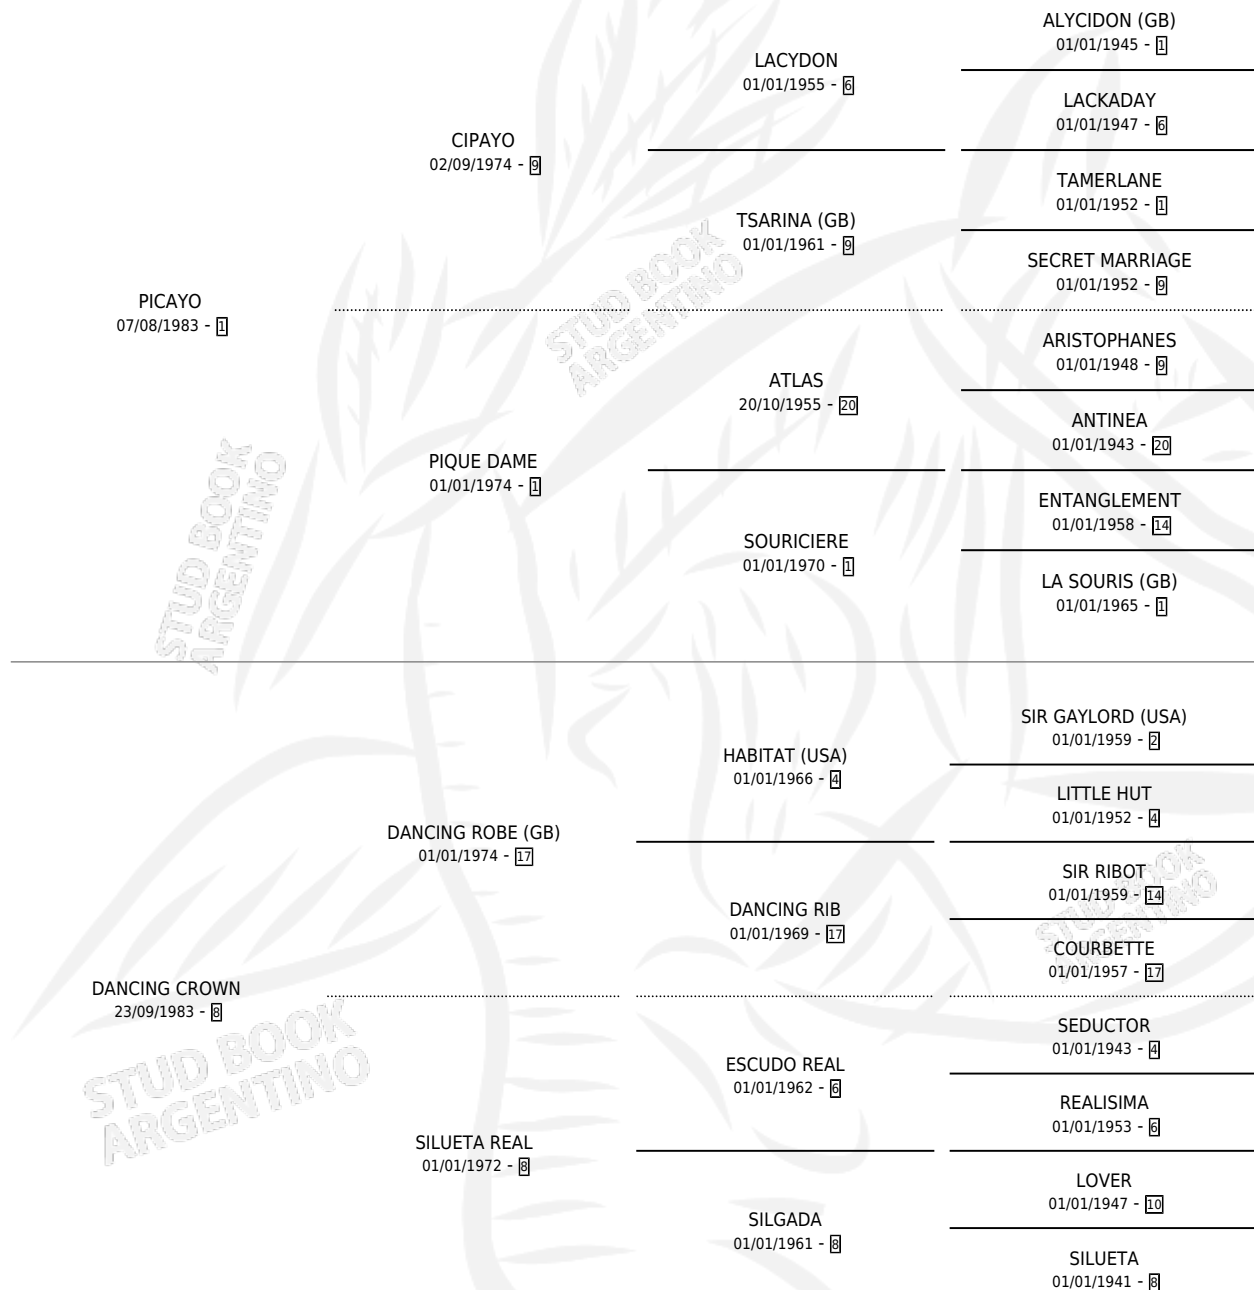 ALYCIDON (GB)
01/01/1945 - 1
LACYDON
01/01/1955 - 6
LACKADAY
01/01/1947 - 6
CIPAYO
02/09/1974 - 9
TAMERLANE
01/01/1952 - 1
TSARINA (GB)
01/01/1961 - 9
SECRET MARRIAGE
01/01/1952 - 9
PICAYO
07/08/1983 - 1
STUD BOOK
ARGENTINO
ARISTOPHANES
01/01/1948 - 9
ATLAS
20/10/1955 - 20
ANTINEA
01/01/1943 - 20
PIQUE DAME
01/01/1974 - 1
ENTANGLEMENT
01/01/1958 - 14
SOURICIERE
01/01/1970 - 1
LA SOURIS (GB)
01/01/1965 - 1
STUD BOOK
ARGENTINO
SIR GAYLORD (USA)
01/01/1959 - 2
HABITAT (USA)
01/01/1966 - 4
LITTLE HUT
01/01/1952 - 4
DANCING ROBE (GB)
01/01/1974 - 17
SIR RIBOT
01/01/1959 - 14
DANCING RIB
01/01/1969 - 17
STUD BOOK
ARGENTINO
COURBETTE
01/01/1957 - 17
DANCING CROWN
23/09/1983 - 8
SEDUCTOR
01/01/1943 - 4
ESCUDO REAL
01/01/1962 - 6
STUD BOOK
ARGENTINO
REALISIMA
01/01/1953 - 6
SILUETA REAL
01/01/1972 - 8
LOVER
01/01/1947 - 10
SILGADA
01/01/1961 - 8
SILUETA
01/01/1941 - 8